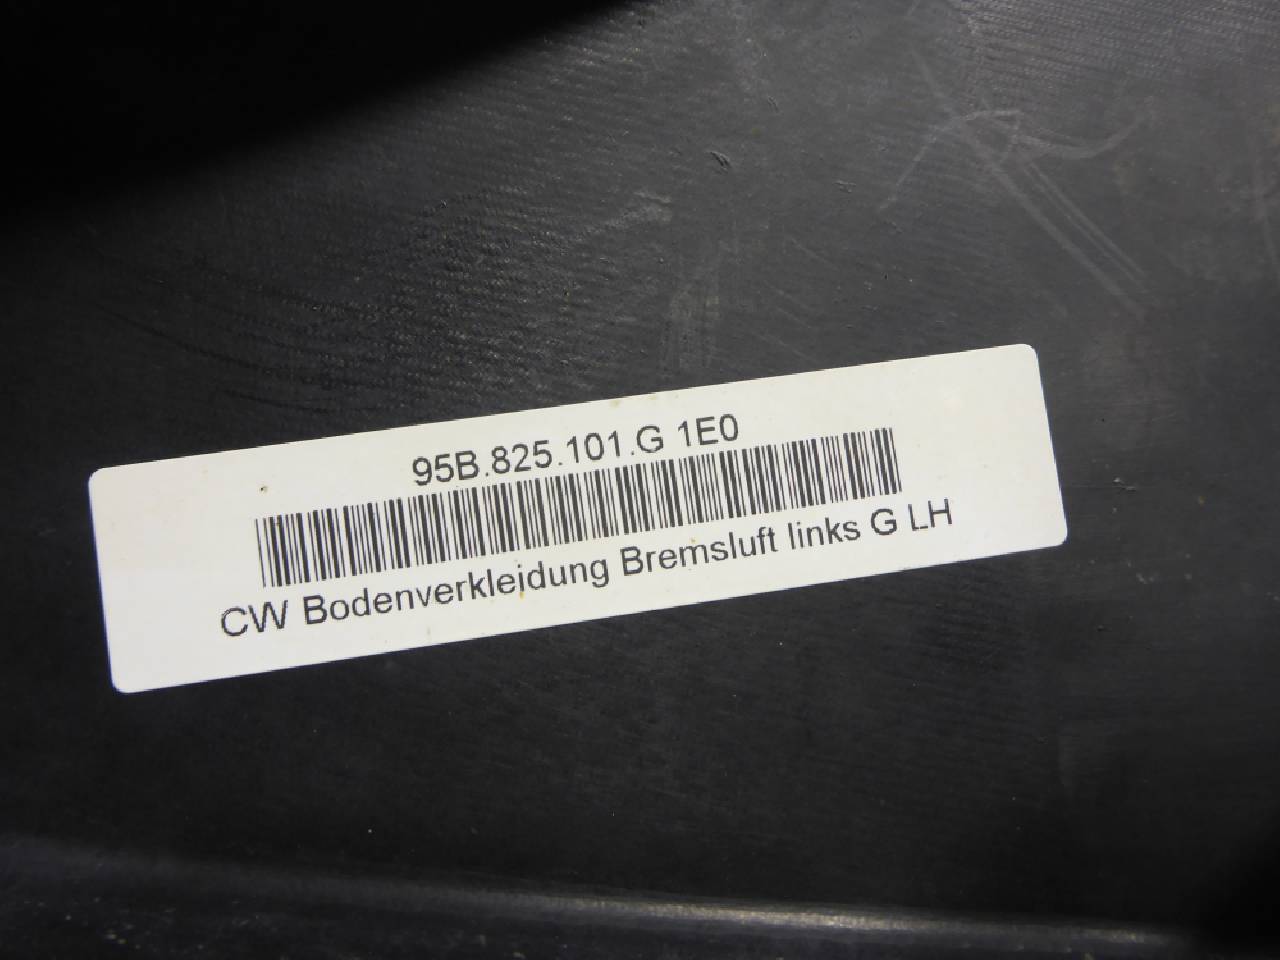 95B.825.101.G 1E0
CW Bodenverkleidung Bremsluft links G LH